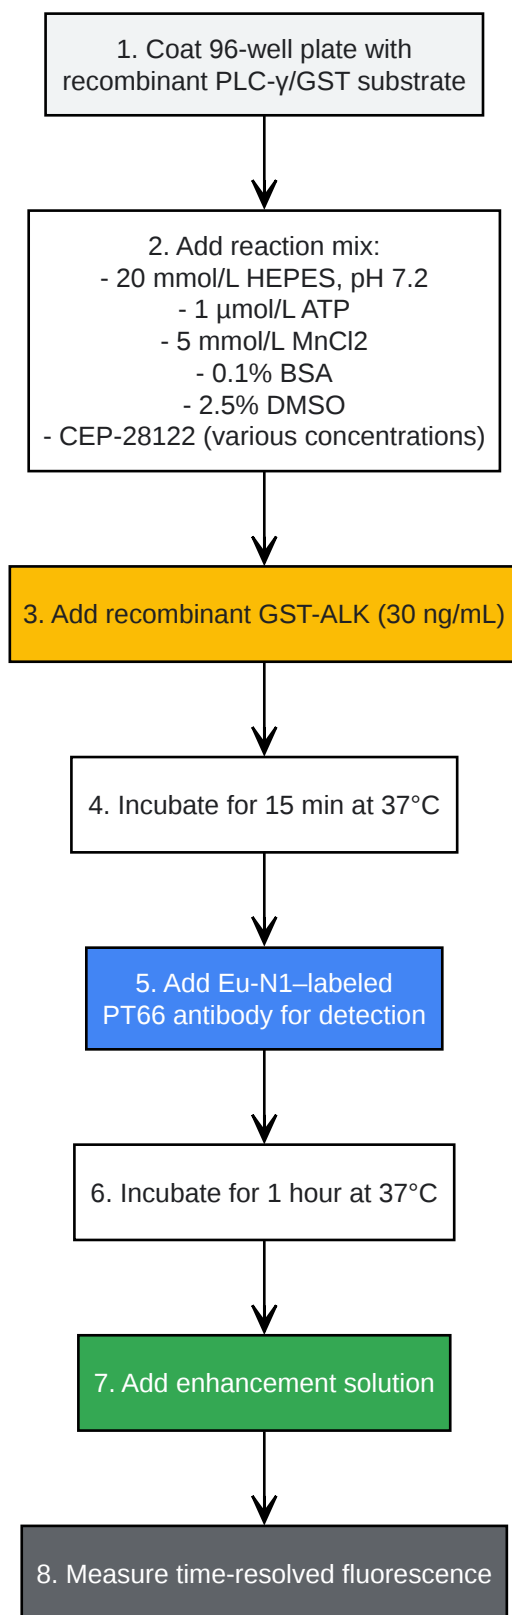 1. Coat 96-well plate with
recombinant PLC-γ/GST substrate
2. Add reaction mix:
- 20 mmol/L HEPES, pH 7.2
- 1 µmol/L ATP
- 5 mmol/L MnCl2
- 0.1% BSA
- 2.5% DMSO
- CEP-28122 (various concentrations)
3. Add recombinant GST-ALK (30 ng/mL)
4. Incubate for 15 min at 37°C
5. Add Eu-N1–labeled
PT66 antibody for detection
6. Incubate for 1 hour at 37°C
7. Add enhancement solution
8. Measure time-resolved fluorescence